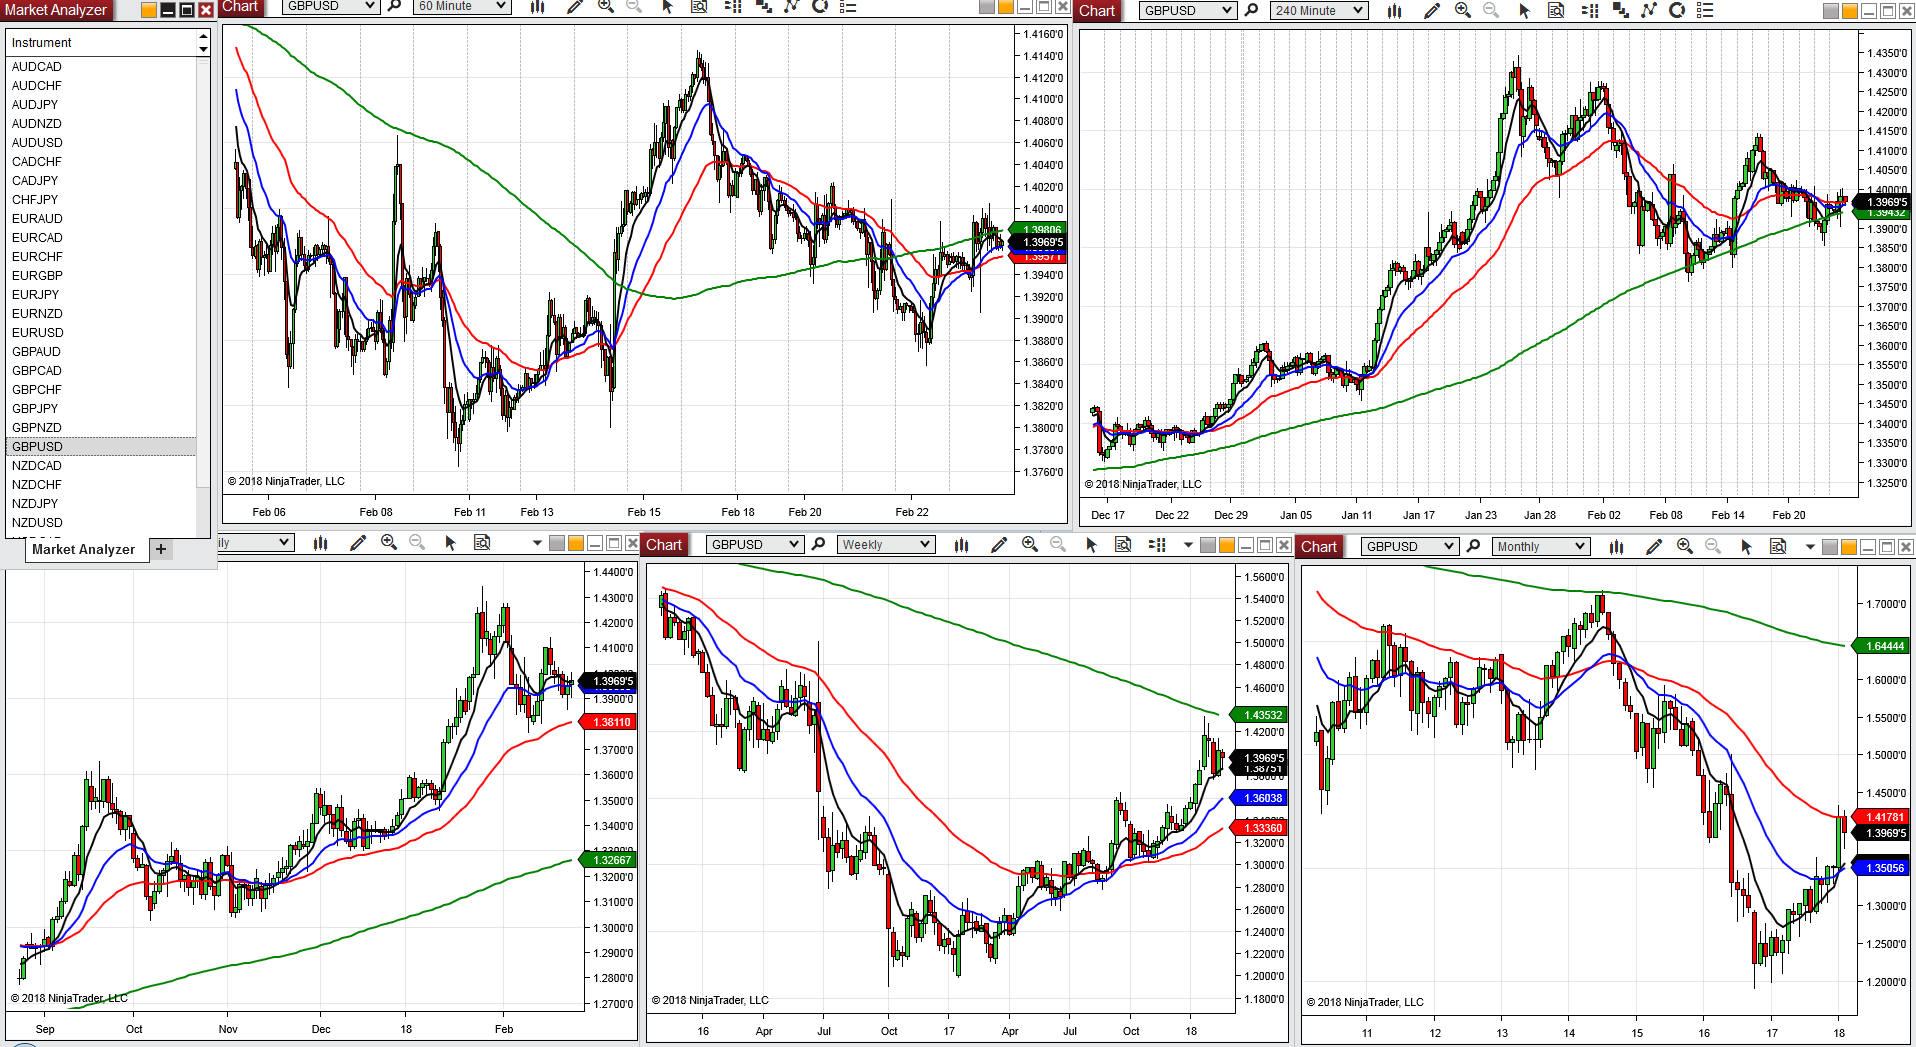 Market Analyzer
Instrument
AUDCAD
AUDCHF
AUDJPY
AUDNZD
AUDUSD
CADCHF
CADJPY
CHFJPY
EURAUD
EURCAD
EURCHF
EURGBP
EURJPY
EURNZD
EURUSD
GBPAUD
GBPCAD
GBPCHF
GBPJPY
GBPNZD
GBPUSD
NZDCAD
NZDCHF
NZDJPY
NZDUSD
Market Analyzer +
Chart GBPUSD 60 Minute
1.4160'0
1.4140'0
1.4120'0
1.4100'0
1.4080'0
1.4060'0
1.4040'0
1.4020'0
1.4000'0
1.39806
1.3969'5
1.39571
1.3940'0
1.3920'0
1.3900'0
1.3880'0
1.3860'0
1.3840'0
1.3820'0
1.3800'0
1.3780'0
1.3760'0
© 2018 NinjaTrader, LLC
Feb 06 Feb 08 Feb 11 Feb 13 Feb 15 Feb 18 Feb 20 Feb 22
Chart GBPUSD 240 Minute
1.4350'0
1.4300'0
1.4250'0
1.4200'0
1.4150'0
1.4100'0
1.4050'0
1.4000'0
1.3969'5
1.39432
1.3900'0
1.3850'0
1.3800'0
1.3750'0
1.3700'0
1.3650'0
1.3600'0
1.3550'0
1.3500'0
1.3450'0
1.3400'0
1.3350'0
1.3300'0
1.3250'0
© 2018 NinjaTrader, LLC
Dec 17 Dec 22 Dec 29 Jan 05 Jan 11 Jan 17 Jan 23 Jan 28 Feb 02 Feb 08 Feb 14 Feb 20
ily
1.4400'0
1.4300'0
1.4200'0
1.4100'0
1.3969'5
1.3900'0
1.38110
1.3700'0
1.3600'0
1.3500'0
1.3400'0
1.3300'0
1.32667
1.3200'0
1.3100'0
1.3000'0
1.2900'0
1.2800'0
1.2700'0
© 2018 NinjaTrader, LLC
Sep Oct Nov Dec 18 Feb
Chart GBPUSD Weekly
1.5600'0
1.5400'0
1.5200'0
1.5000'0
1.4800'0
1.4600'0
1.43532
1.4200'0
1.3969'5
1.38751
1.3800'0
1.36038
1.33360
1.3200'0
1.3000'0
1.2800'0
1.2600'0
1.2400'0
1.2200'0
1.2000'0
1.1800'0
© 2018 NinjaTrader, LLC
16 Apr Jul Oct 17 Apr Jul Oct 18
Chart GBPUSD Monthly
1.7000'0
1.64444
1.6000'0
1.5500'0
1.5000'0
1.4500'0
1.41781
1.3969'5
1.35056
1.3000'0
1.2500'0
1.2000'0
© 2018 NinjaTrader, LLC
11 12 13 14 15 16 17 18